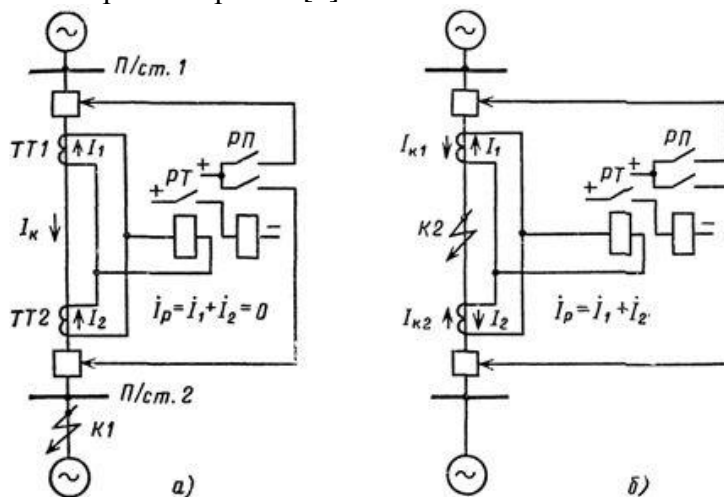 П/ст. 1
ТТ1
I₁
РП
+
РТ
+
−
Iк
ТТ2
I₂
i̇р = i̇₁ + i̇₂ = 0
П/ст. 2
К1
а)
Iк1
I₁
РП
+
РТ
+
−
К2
Iк2
I₂
i̇р = i̇₁ + i̇₂
б)